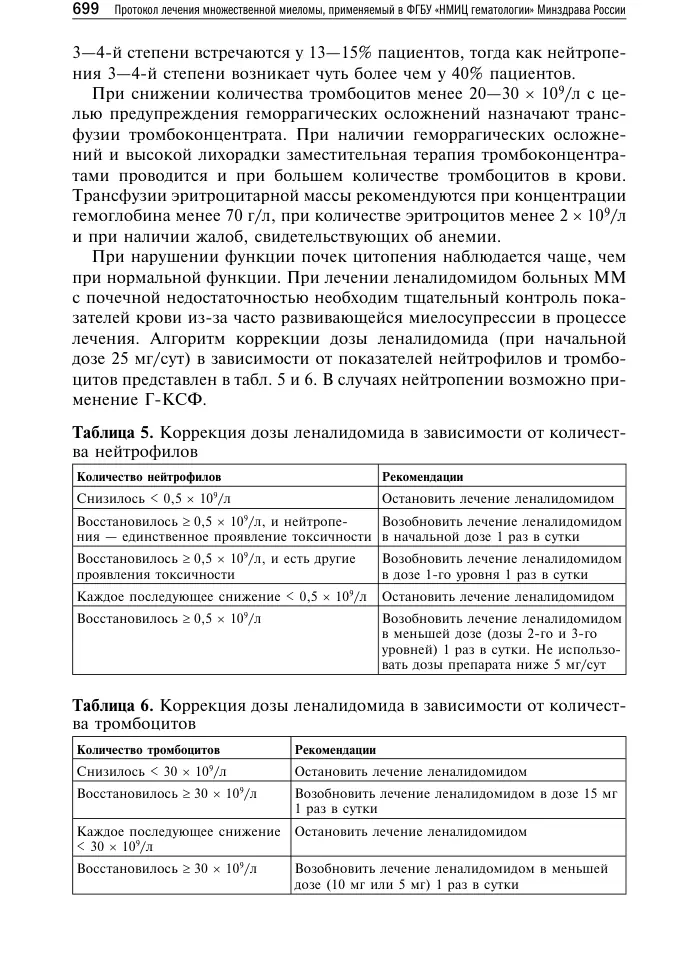 699 Протокол лечения множественной миеломы, применяемый в ФГБУ «НМИЦ гематологии» Минздрава России
3—4-й степени встречаются у 13—15% пациентов, тогда как нейтропе-
ния 3—4-й степени возникает чуть более чем у 40% пациентов.
При снижении количества тромбоцитов менее 20—30 × 10⁹/л с це-
лью предупреждения геморрагических осложнений назначают транс-
фузии тромбоконцентрата. При наличии геморрагических осложне-
ний и высокой лихорадки заместительная терапия тромбоконцентра-
тами проводится и при большем количестве тромбоцитов в крови.
Трансфузии эритроцитарной массы рекомендуются при концентрации
гемоглобина менее 70 г/л, при количестве эритроцитов менее 2 × 10⁹/л
и при наличии жалоб, свидетельствующих об анемии.
При нарушении функции почек цитопения наблюдается чаще, чем
при нормальной функции. При лечении леналидомидом больных ММ
с почечной недостаточностью необходим тщательный контроль пока-
зателей крови из-за часто развивающейся миелосупрессии в процессе
лечения. Алгоритм коррекции дозы леналидомида (при начальной
дозе 25 мг/сут) в зависимости от показателей нейтрофилов и тромбо-
цитов представлен в табл. 5 и 6. В случаях нейтропении возможно при-
менение Г-КСФ.
Таблица 5. Коррекция дозы леналидомида в зависимости от количест-
ва нейтрофилов
Количество нейтрофилов Рекомендации
Снизилось < 0,5 × 10⁹/л Остановить лечение леналидомидом
Восстановилось ≥ 0,5 × 10⁹/л, и нейтропе-
ния — единственное проявление токсичности
Возобновить лечение леналидомидом
в начальной дозе 1 раз в сутки
Восстановилось ≥ 0,5 × 10⁹/л, и есть другие
проявления токсичности
Возобновить лечение леналидомидом
в дозе 1-го уровня 1 раз в сутки
Каждое последующее снижение < 0,5 × 10⁹/л Остановить лечение леналидомидом
Восстановилось ≥ 0,5 × 10⁹/л
Возобновить лечение леналидомидом
в меньшей дозе (дозы 2-го и 3-го
уровней) 1 раз в сутки. Не использо-
вать дозы препарата ниже 5 мг/сут
Таблица 6. Коррекция дозы леналидомида в зависимости от количест-
ва тромбоцитов
Количество тромбоцитов Рекомендации
Снизилось < 30 × 10⁹/л Остановить лечение леналидомидом
Восстановилось ≥ 30 × 10⁹/л
Возобновить лечение леналидомидом в дозе 15 мг
1 раз в сутки
Каждое последующее снижение
< 30 × 10⁹/л
Остановить лечение леналидомидом
Восстановилось ≥ 30 × 10⁹/л
Возобновить лечение леналидомидом в меньшей
дозе (10 мг или 5 мг) 1 раз в сутки